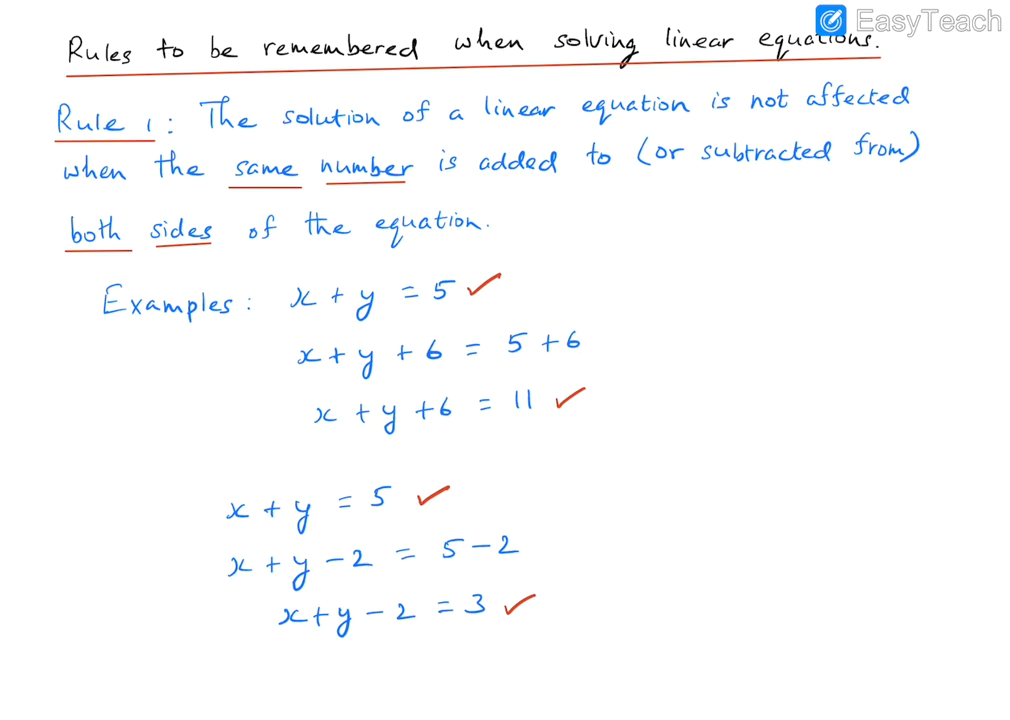 EasyTeach
Rules to be remembered when solving linear equations.
Rule 1: The solution of a linear equation is not affected
when the same number is added to (or subtracted from)
both sides of the equation.
Examples: x + y = 5 ✓
x + y + 6 = 5 + 6
x + y + 6 = 11 ✓
x + y = 5 ✓
x + y - 2 = 5 - 2
x + y - 2 = 3 ✓